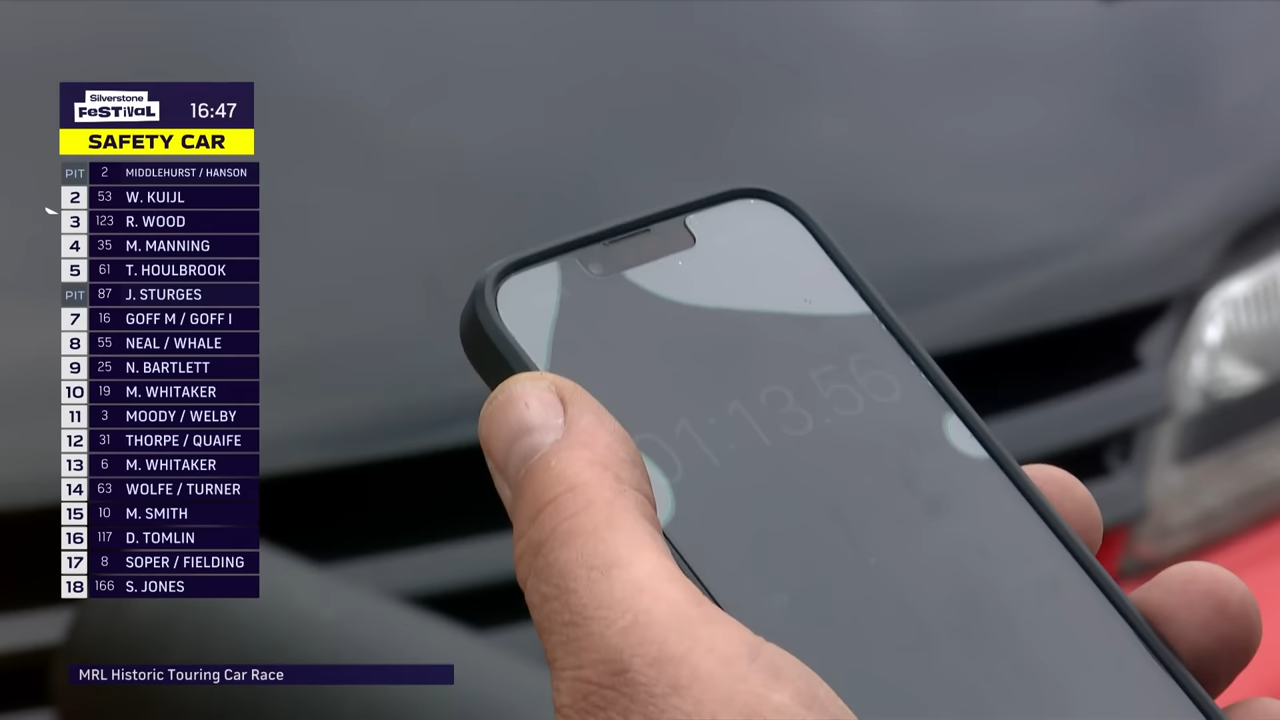 Silverstone
FeSTiVaL
16:47
SAFETY CAR
PIT 2 MIDDLEHURST / HANSON
2 53 W. KUIJL
3 123 R. WOOD
4 35 M. MANNING
5 61 T. HOULBROOK
PIT 87 J. STURGES
7 16 GOFF M / GOFF I
8 55 NEAL / WHALE
9 25 N. BARTLETT
10 19 M. WHITAKER
11 3 MOODY / WELBY
12 31 THORPE / QUAIFE
13 6 M. WHITAKER
14 63 WOLFE / TURNER
15 10 M. SMITH
16 117 D. TOMLIN
17 8 SOPER / FIELDING
18 166 S. JONES
01:13.56
MRL Historic Touring Car Race